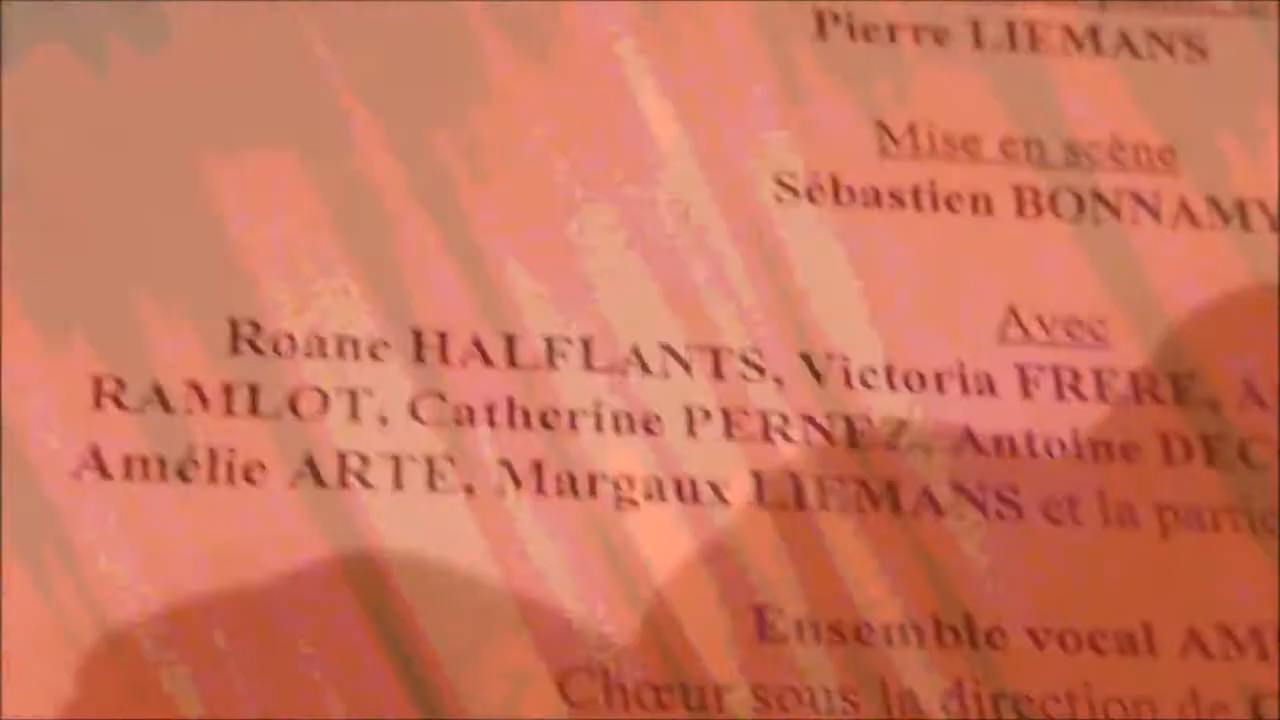 Pierre LIEMANS
Mise en scène
Sébastien BONNAMY
Avec
Roane HALFLANTS, Victoria FRERE,
RAMLOT, Catherine PERNEZ, Antoine
Amélie ARTE, Margaux LIEMANS et la
Ensemble vocal
Chœur sous la direction de